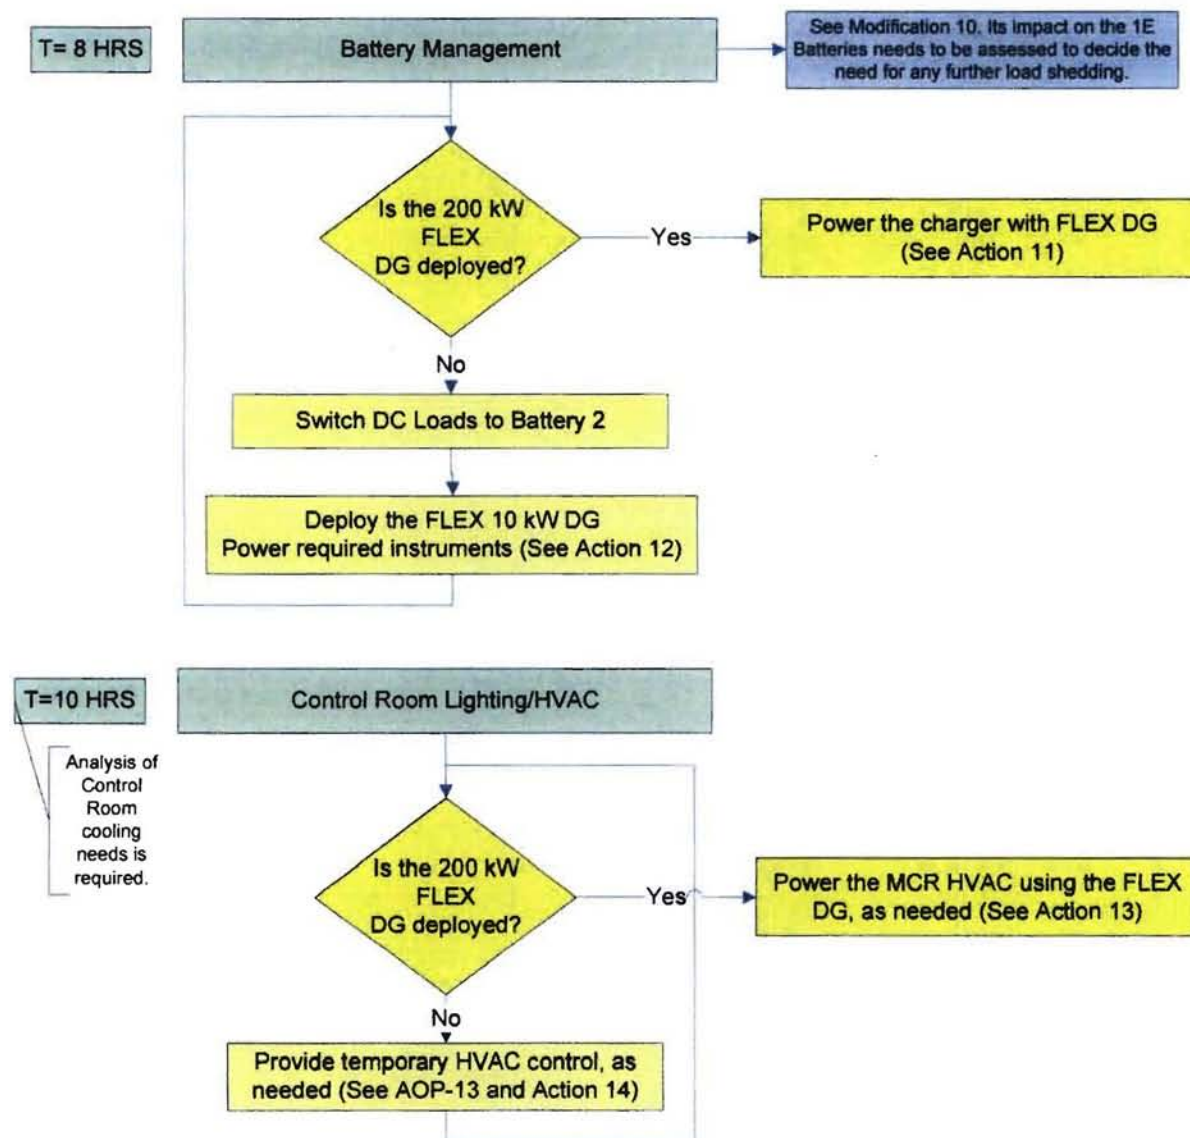 T= 8 HRS
Battery Management
See Modification 10. Its impact on the 1E
Batteries needs to be assessed to decide the
need for any further load shedding.
Is the 200 kW
FLEX
DG deployed?
Yes
Power the charger with FLEX DG
(See Action 11)
No
Switch DC Loads to Battery 2
Deploy the FLEX 10 kW DG
Power required instruments (See Action 12)
T=10 HRS
Control Room Lighting/HVAC
Analysis of
Control
Room
cooling
needs is
required.
Is the 200 kW
FLEX
DG deployed?
Yes
Power the MCR HVAC using the FLEX
DG, as needed (See Action 13)
No
Provide temporary HVAC control, as
needed (See AOP-13 and Action 14)